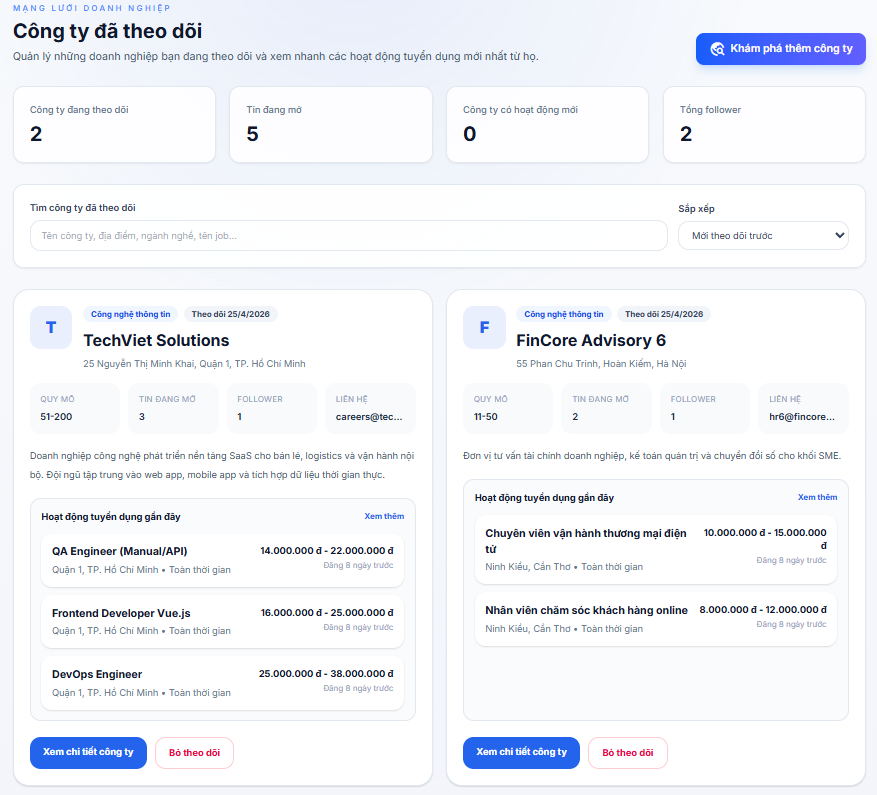 MẠNG LƯỚI DOANH NGHIỆP
Công ty đã theo dõi
Quản lý những doanh nghiệp bạn đang theo dõi và xem nhanh các hoạt động tuyển dụng mới nhất từ họ.
Khám phá thêm công ty
Công ty đang theo dõi
2
Tin đang mở
5
Công ty có hoạt động mới
0
Tổng follower
2
Tìm công ty đã theo dõi
Tên công ty, địa điểm, ngành nghề, tên job...
Sắp xếp
Mới theo dõi trước
T
Công nghệ thông tin
Theo dõi 25/4/2026
TechViet Solutions
25 Nguyễn Thị Minh Khai, Quận 1, TP. Hồ Chí Minh
QUY MÔ
51-200
TIN ĐANG MỞ
3
FOLLOWER
1
LIÊN HỆ
careers@tec...
Doanh nghiệp công nghệ phát triển nền tảng SaaS cho bán lẻ, logistics và vận hành nội
bộ. Đội ngũ tập trung vào web app, mobile app và tích hợp dữ liệu thời gian thực.
Hoạt động tuyển dụng gần đây
Xem thêm
QA Engineer (Manual/API)
14.000.000 đ - 22.000.000 đ
Quận 1, TP. Hồ Chí Minh • Toàn thời gian
Đăng 8 ngày trước
Frontend Developer Vue.js
16.000.000 đ - 25.000.000 đ
Quận 1, TP. Hồ Chí Minh • Toàn thời gian
Đăng 8 ngày trước
DevOps Engineer
25.000.000 đ - 38.000.000 đ
Quận 1, TP. Hồ Chí Minh • Toàn thời gian
Đăng 8 ngày trước
Xem chi tiết công ty
Bỏ theo dõi
F
Công nghệ thông tin
Theo dõi 25/4/2026
FinCore Advisory 6
55 Phan Chu Trinh, Hoàn Kiếm, Hà Nội
QUY MÔ
11-50
TIN ĐANG MỞ
2
FOLLOWER
1
LIÊN HỆ
hr6@fincore...
Đơn vị tư vấn tài chính doanh nghiệp, kế toán quản trị và chuyển đổi số cho khối SME.
Hoạt động tuyển dụng gần đây
Xem thêm
Chuyên viên vận hành thương mại điện
tử
10.000.000 đ - 15.000.000
đ
Ninh Kiều, Cần Thơ • Toàn thời gian
Đăng 8 ngày trước
Nhân viên chăm sóc khách hàng online
8.000.000 đ - 12.000.000 đ
Ninh Kiều, Cần Thơ • Toàn thời gian
Đăng 8 ngày trước
Xem chi tiết công ty
Bỏ theo dõi